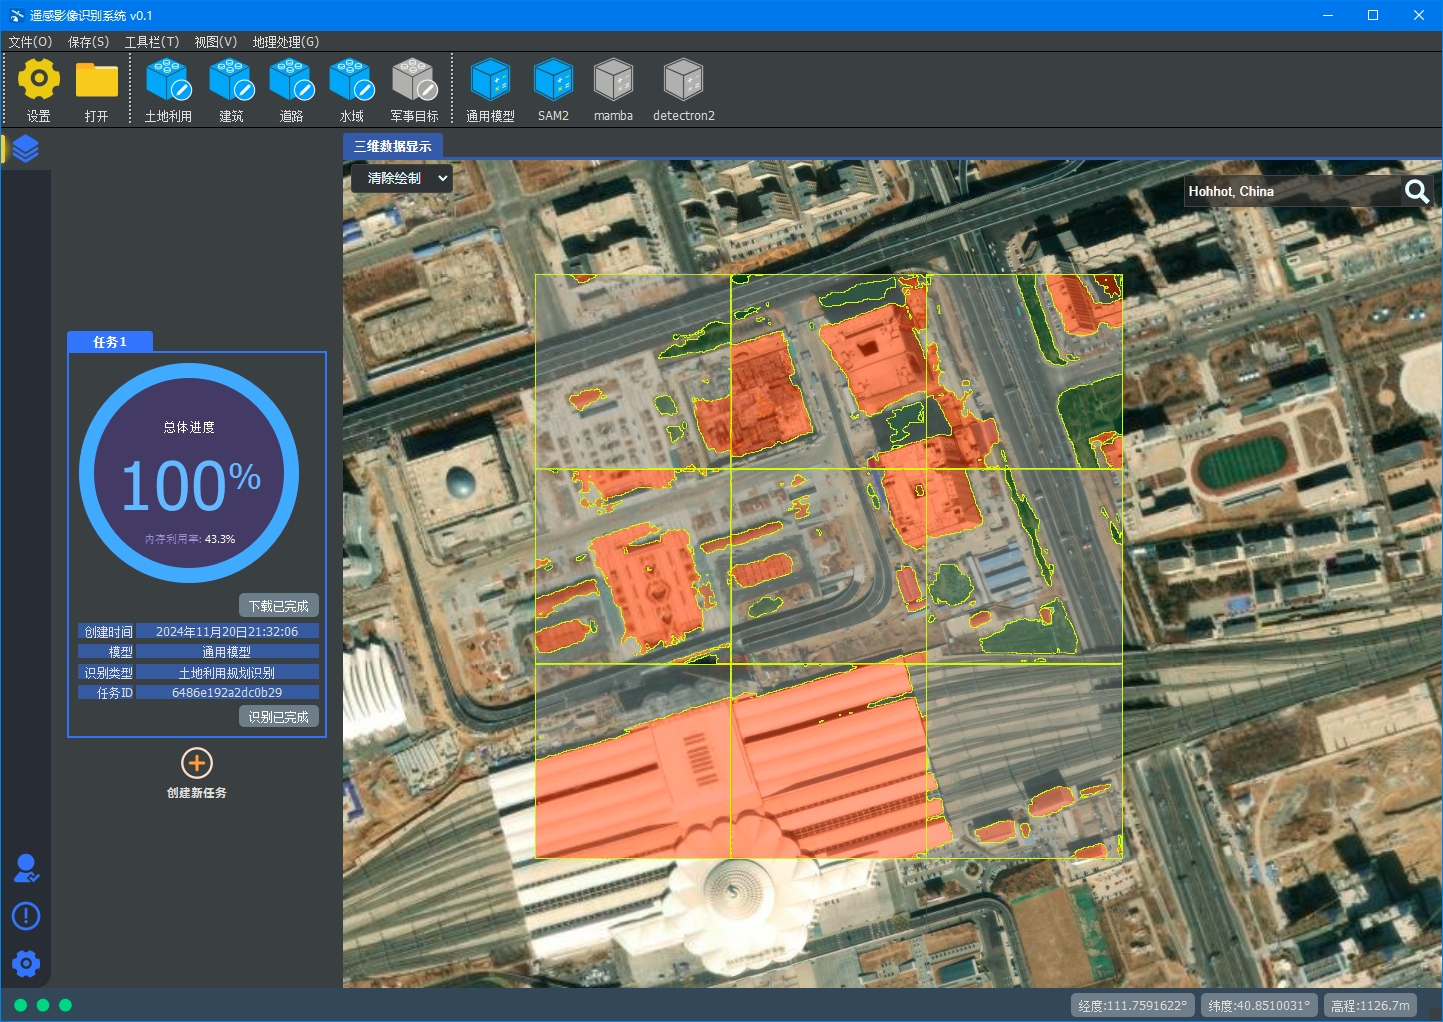 遥感影像识别系统 v0.1
文件(O) 保存(S) 工具栏(T) 视图(V) 地理处理(G)
设置 打开 土地利用 建筑 道路 水域 军事目标 通用模型 SAM2 mamba detectron2
三维数据显示
清除绘制
Hohhot, China
任务1
总体进度
100%
内存利用率: 43.3%
下载已完成
创建时间 2024年11月20日21:32:06
模型 通用模型
识别类型 土地利用规划识别
任务ID 6486e192a2dc0b29
识别已完成
创建新任务
经度:111.7591622° 纬度:40.8510031° 高程:1126.7m